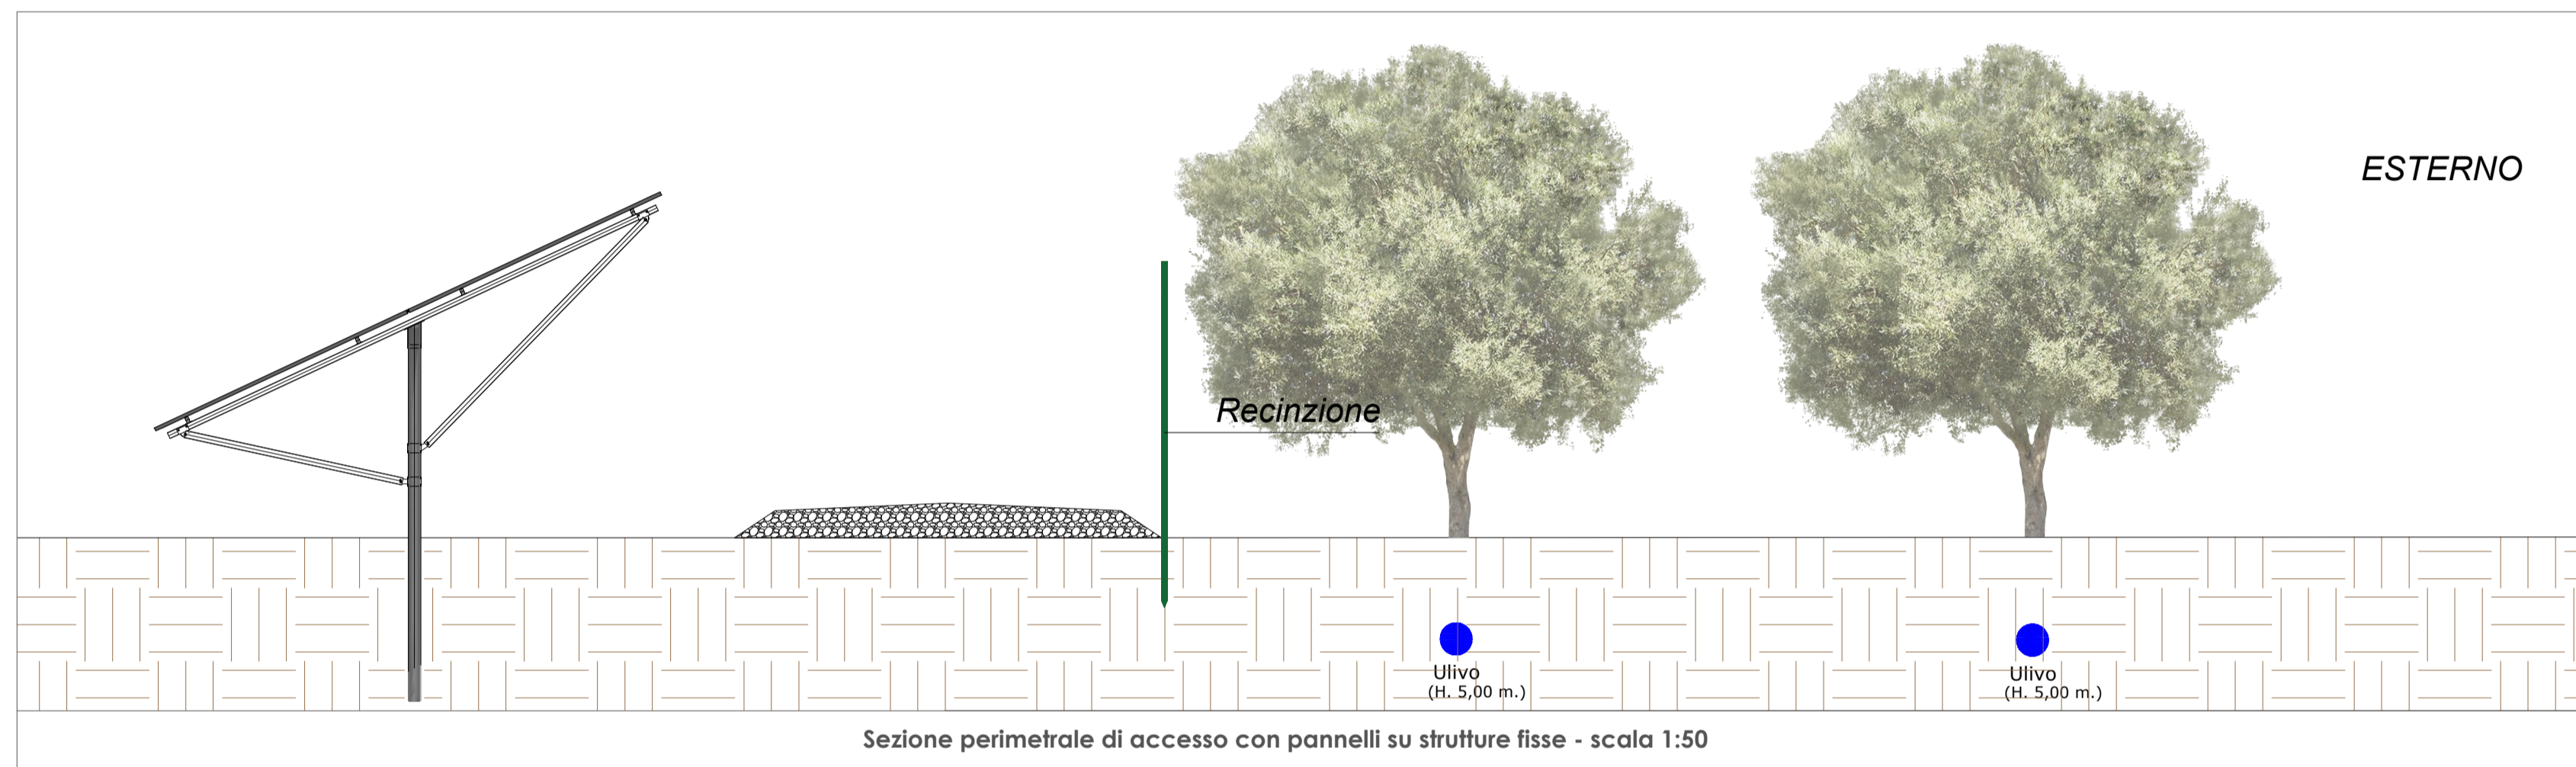 ESTERNO
Recinzione
Ulivo
(H. 5,00 m.)
Ulivo
(H. 5,00 m.)
Sezione perimetrale di accesso con pannelli su strutture fisse - scala 1:50